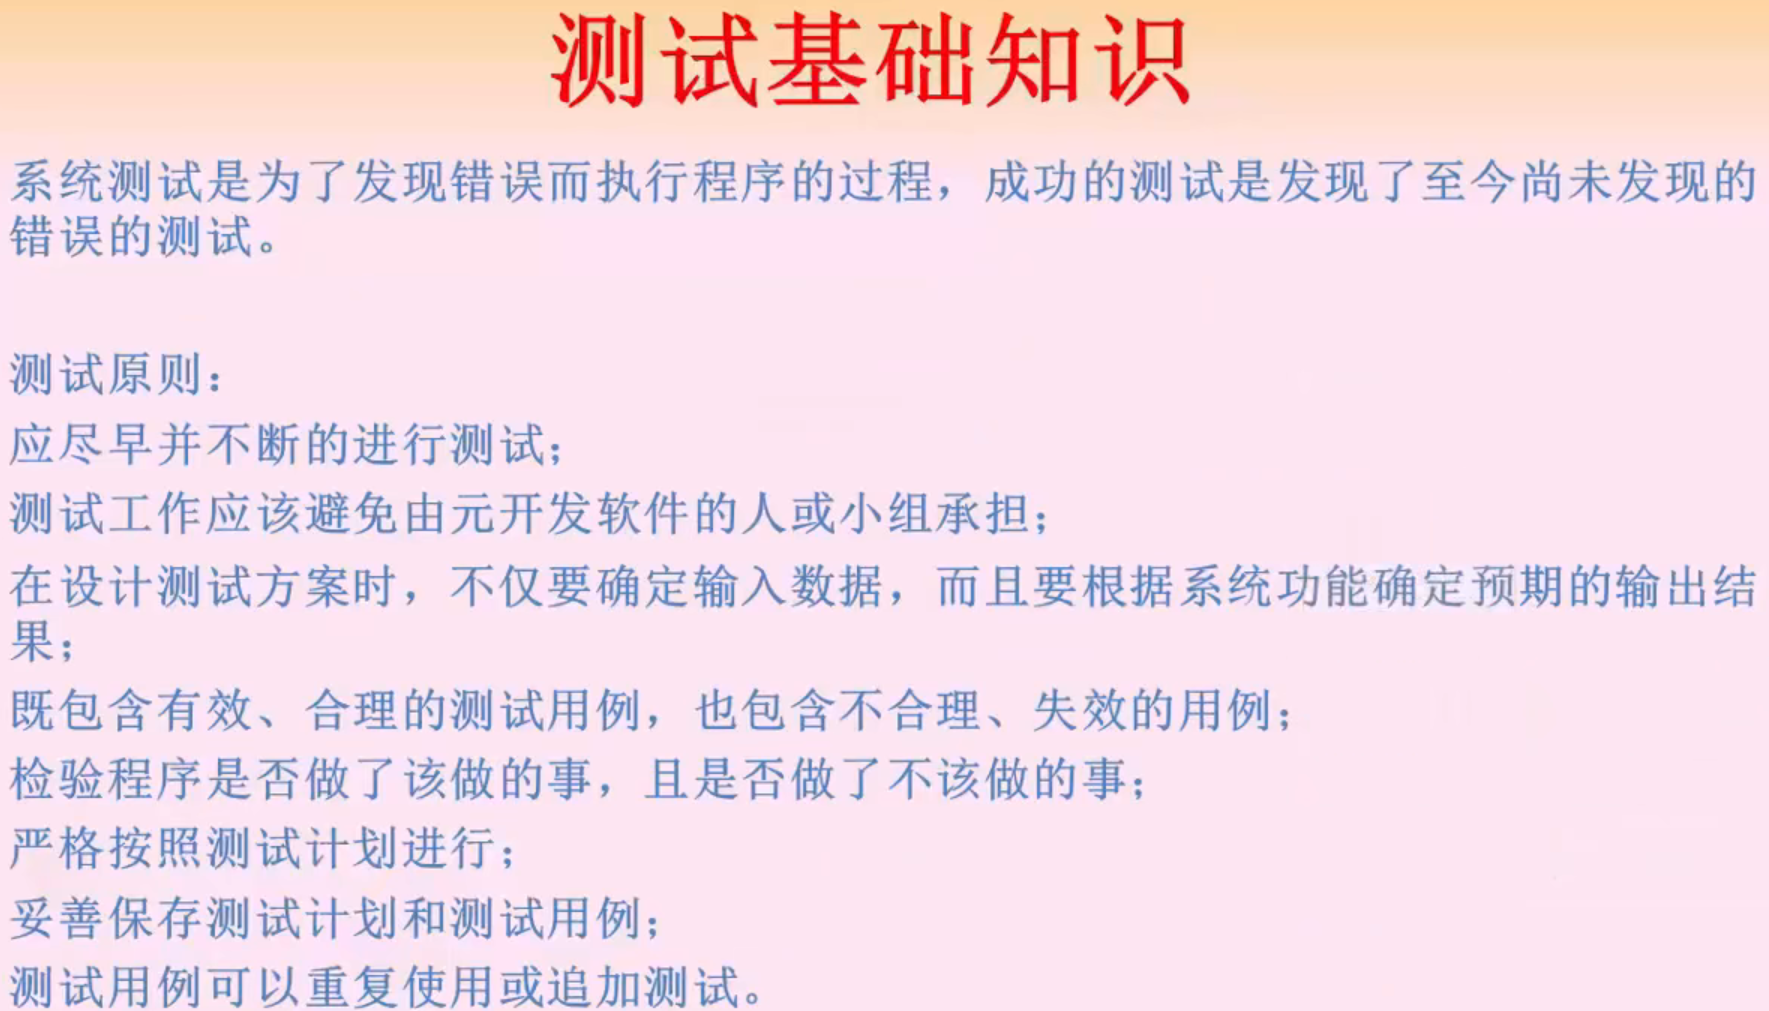 测试基础知识
系统测试是为了发现错误而执行程序的过程，成功的测试是发现了至今尚未发现的
错误的测试。
测试原则：
应尽早并不断的进行测试；
测试工作应该避免由元开发软件的人或小组承担；
在设计测试方案时，不仅要确定输入数据，而且要根据系统功能确定预期的输出结
果；
既包含有效、合理的测试用例，也包含不合理、失效的用例；
检验程序是否做了该做的事，且是否做了不该做的事；
严格按照测试计划进行；
妥善保存测试计划和测试用例；
测试用例可以重复使用或追加测试。